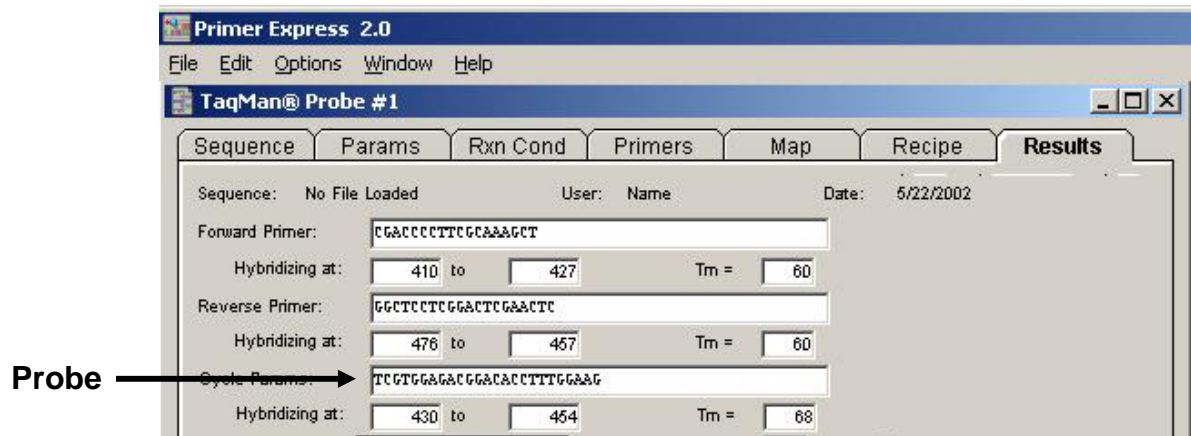 Primer Express 2.0
File Edit Options Window Help
TaqMan® Probe #1
Sequence Params Rxn Cond Primers Map Recipe Results
Sequence: No File Loaded User: Name Date: 5/22/2002
Forward Primer: CGACCCCTTCGCAAAGCT
Hybridizing at: 410 to 427 Tm = 60
Reverse Primer: GGCTCCTCGGACTCGAACTC
Hybridizing at: 476 to 457 Tm = 60
Probe Cycle Params: TCGTGGAGACGGACACCTTTGGAAG
Hybridizing at: 430 to 454 Tm = 68